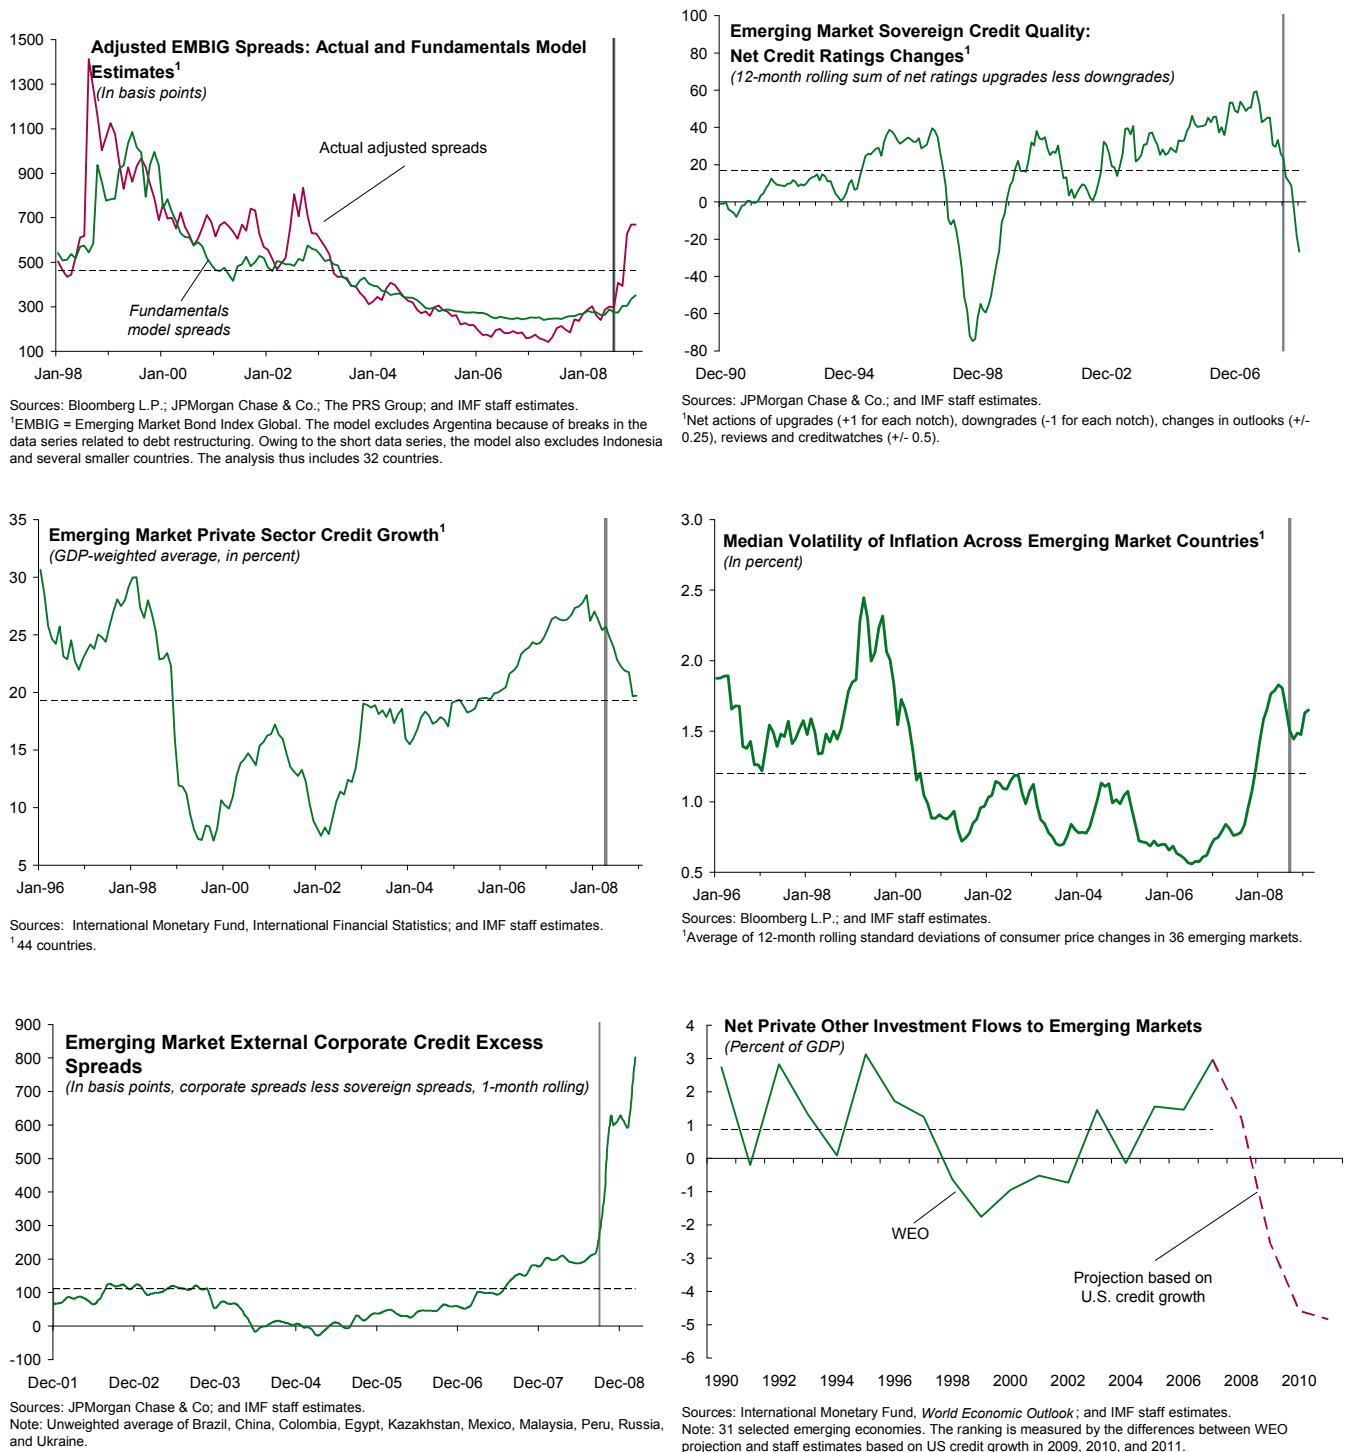 Adjusted EMBIG Spreads: Actual and Fundamentals Model
Estimates1
(In basis points)
1500
1300
1100
900
700
500
300
100
Actual adjusted spreads
Fundamentals
model spreads
Jan-98 Jan-00 Jan-02 Jan-04 Jan-06 Jan-08
Sources: Bloomberg L.P.; JPMorgan Chase & Co.; The PRS Group; and IMF staff estimates.
1EMBIG = Emerging Market Bond Index Global. The model excludes Argentina because of breaks in the
data series related to debt restructuring. Owing to the short data series, the model also excludes Indonesia
and several smaller countries. The analysis thus includes 32 countries.
Emerging Market Sovereign Credit Quality:
Net Credit Ratings Changes1
(12-month rolling sum of net ratings upgrades less downgrades)
100
80
60
40
20
0
-20
-40
-60
-80
Dec-90 Dec-94 Dec-98 Dec-02 Dec-06
Sources: JPMorgan Chase & Co.; and IMF staff estimates.
1Net actions of upgrades (+1 for each notch), downgrades (-1 for each notch), changes in outlooks (+/-
0.25), reviews and creditwatches (+/- 0.5).
Emerging Market Private Sector Credit Growth1
(GDP-weighted average, in percent)
35
30
25
20
15
10
5
Jan-96 Jan-98 Jan-00 Jan-02 Jan-04 Jan-06 Jan-08
Sources: International Monetary Fund, International Financial Statistics; and IMF staff estimates.
1 44 countries.
Median Volatility of Inflation Across Emerging Market Countries1
(In percent)
3.0
2.5
2.0
1.5
1.0
0.5
Jan-96 Jan-98 Jan-00 Jan-02 Jan-04 Jan-06 Jan-08
Sources: Bloomberg L.P.; and IMF staff estimates.
1Average of 12-month rolling standard deviations of consumer price changes in 36 emerging markets.
Emerging Market External Corporate Credit Excess
Spreads
(In basis points, corporate spreads less sovereign spreads, 1-month rolling)
900
800
700
600
500
400
300
200
100
0
-100
Dec-01 Dec-02 Dec-03 Dec-04 Dec-05 Dec-06 Dec-07 Dec-08
Sources: JPMorgan Chase & Co; and IMF staff estimates.
Note: Unweighted average of Brazil, China, Colombia, Egypt, Kazakhstan, Mexico, Malaysia, Peru, Russia,
and Ukraine.
Net Private Other Investment Flows to Emerging Markets
(Percent of GDP)
4
3
2
1
0
-1
-2
-3
-4
-5
-6
WEO
Projection based on
U.S. credit growth
1990 1992 1994 1996 1998 2000 2002 2004 2006 2008 2010
Sources: International Monetary Fund, World Economic Outlook; and IMF staff estimates.
Note: 31 selected emerging economies. The ranking is measured by the differences between WEO
projection and staff estimates based on US credit growth in 2009, 2010, and 2011.